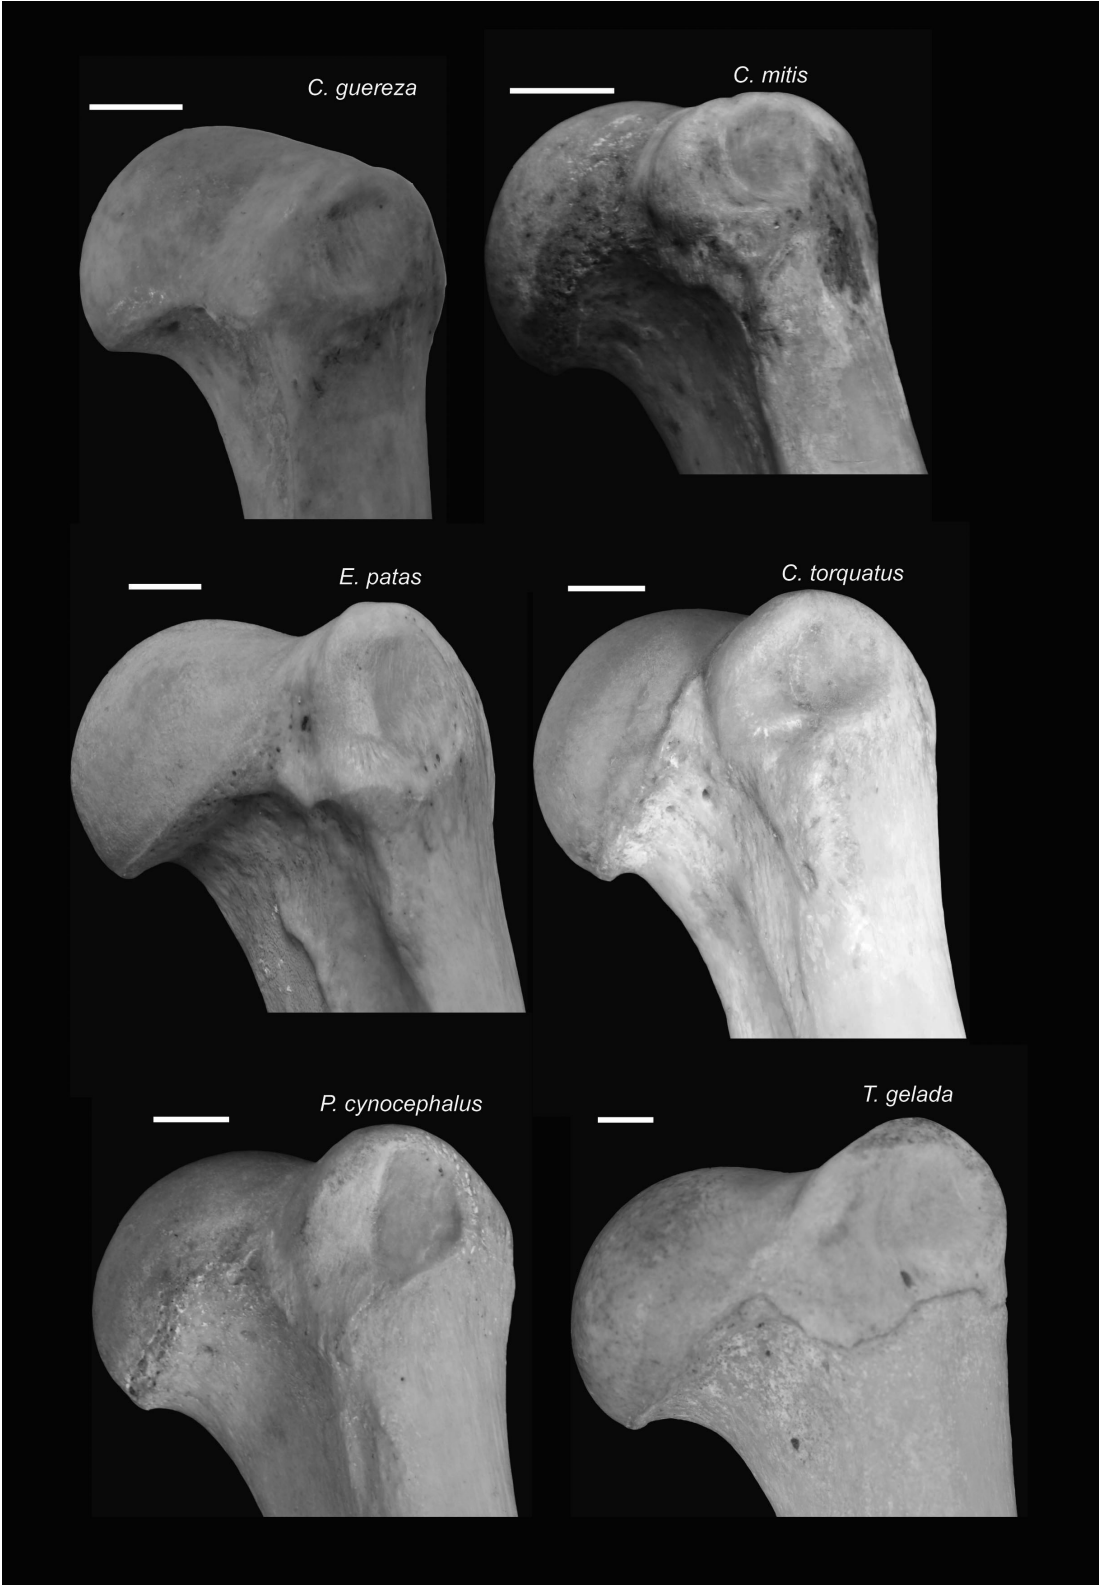 C. guereza
C. mitis
E. patas
C. torquatus
P. cynocephalus
T. gelada